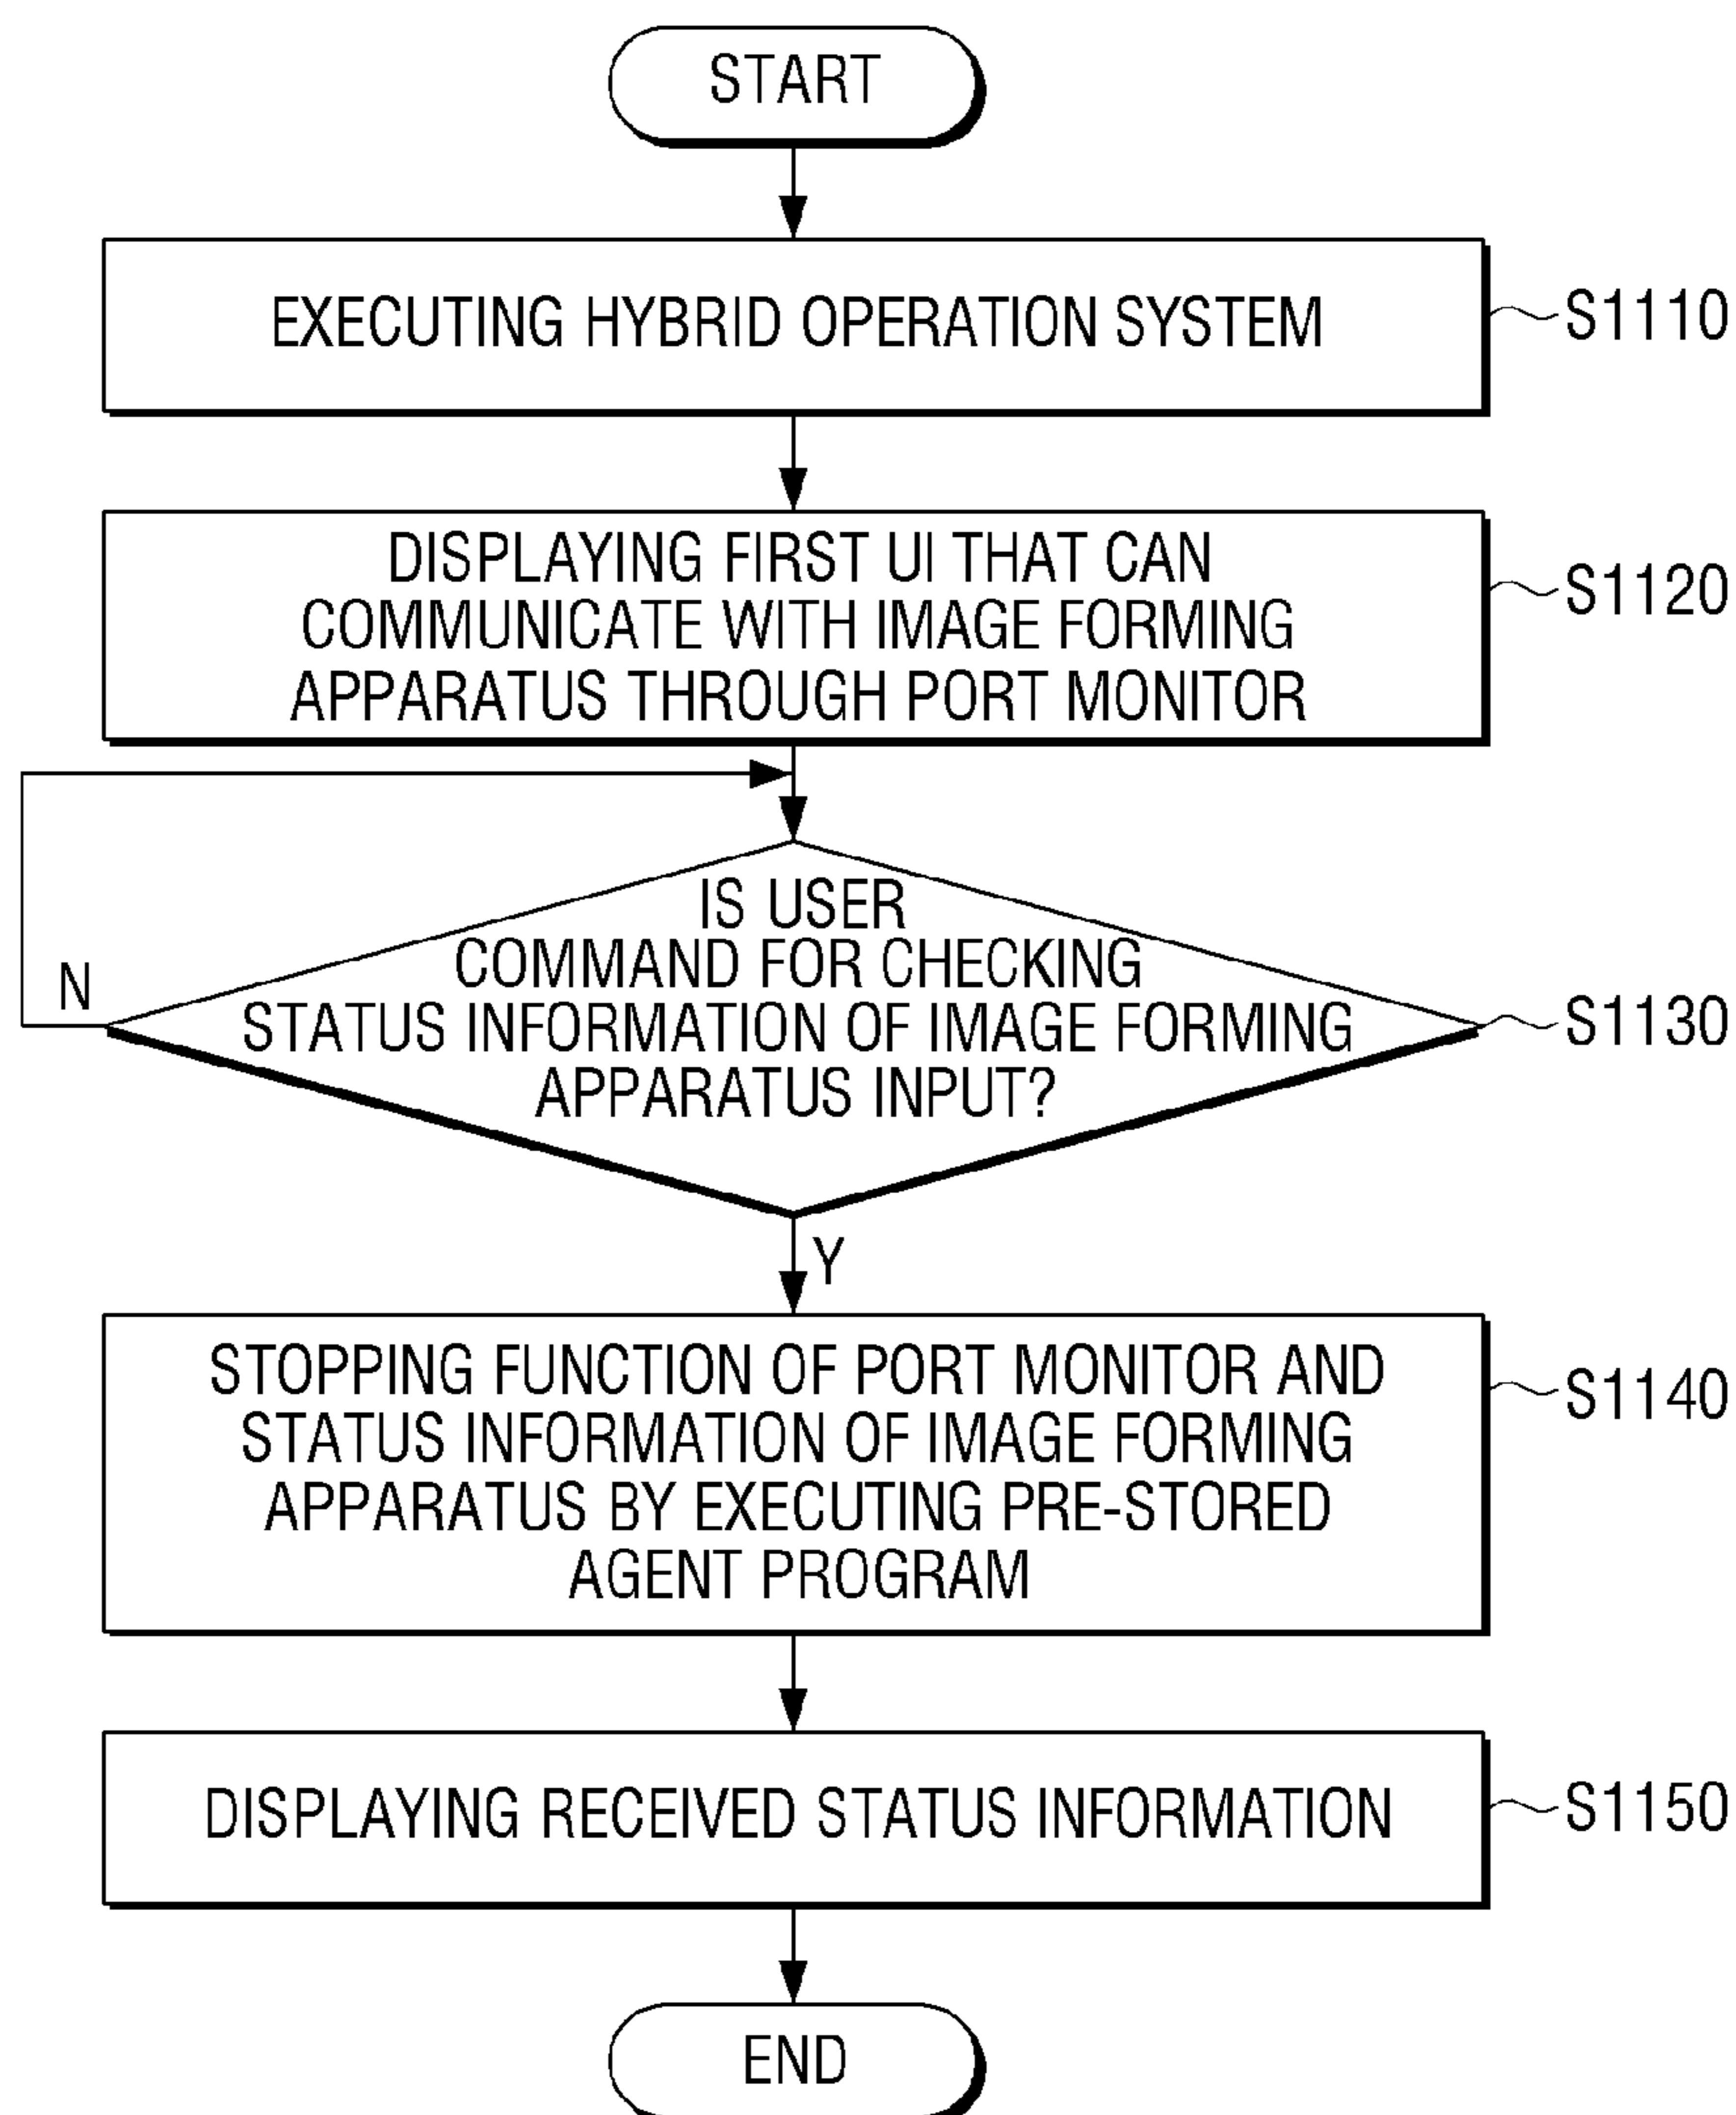 START
EXECUTING HYBRID OPERATION SYSTEM
S1110
DISPLAYING FIRST UI THAT CAN
COMMUNICATE WITH IMAGE FORMING
APPARATUS THROUGH PORT MONITOR
S1120
IS USER
COMMAND FOR CHECKING
STATUS INFORMATION OF IMAGE FORMING
APPARATUS INPUT?
S1130
N
Y
STOPPING FUNCTION OF PORT MONITOR AND
STATUS INFORMATION OF IMAGE FORMING
APPARATUS BY EXECUTING PRE-STORED
AGENT PROGRAM
S1140
DISPLAYING RECEIVED STATUS INFORMATION
S1150
END